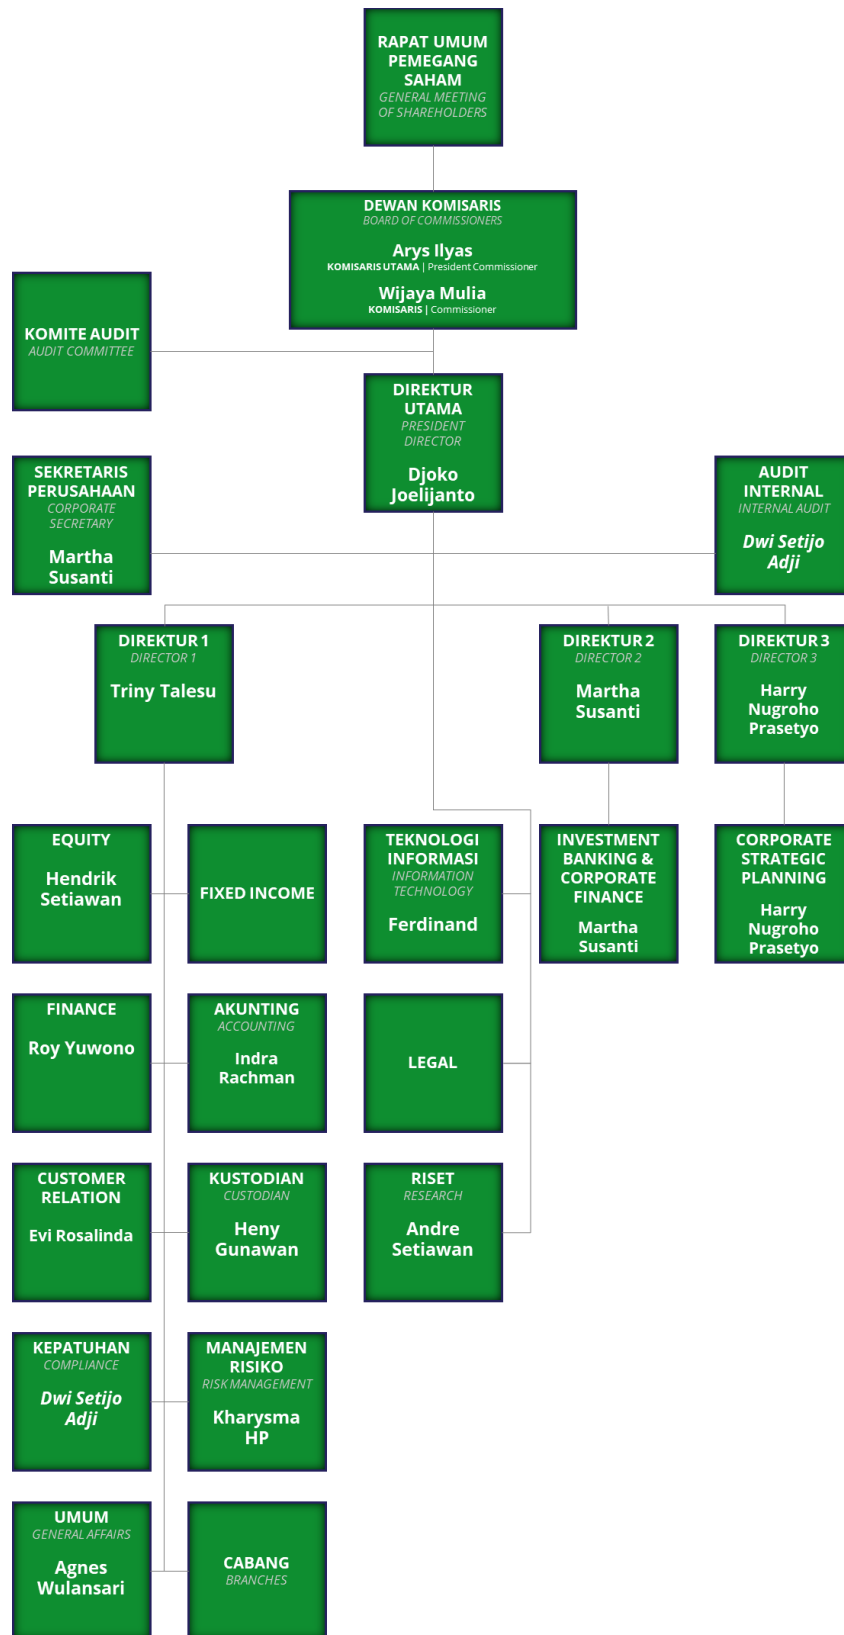 RAPAT UMUM
PEMEGANG
SAHAM
GENERAL MEETING
OF SHAREHOLDERS
DEWAN KOMISARIS
BOARD OF COMMISSIONERS
Arys Ilyas
KOMISARIS UTAMA | President Commissioner
Wijaya Mulia
KOMISARIS | Commissioner
KOMITE AUDIT
AUDIT COMMITTEE
DIREKTUR
UTAMA
PRESIDENT
DIRECTOR
Djoko
Joelijanto
SEKRETARIS
PERUSAHAAN
CORPORATE
SECRETARY
Martha
Susanti
AUDIT
INTERNAL
INTERNAL AUDIT
Dwi Setijo
Adji
DIREKTUR 1
DIRECTOR 1
Triny Talesu
DIREKTUR 2
DIRECTOR 2
Martha
Susanti
DIREKTUR 3
DIRECTOR 3
Harry
Nugroho
Prasetyo
EQUITY
Hendrik
Setiawan
FIXED INCOME
TEKNOLOGI
INFORMASI
INFORMATION
TECHNOLOGY
Ferdinand
INVESTMENT
BANKING &
CORPORATE
FINANCE
Martha
Susanti
CORPORATE
STRATEGIC
PLANNING
Harry
Nugroho
Prasetyo
FINANCE
Roy Yuwono
AKUNTING
ACCOUNTING
Indra
Rachman
LEGAL
CUSTOMER
RELATION
Evi Rosalinda
KUSTODIAN
CUSTODIAN
Heny
Gunawan
RISET
RESEARCH
Andre
Setiawan
KEPATUHAN
COMPLIANCE
Dwi Setijo
Adji
MANAJEMEN
RISIKO
RISK MANAGEMENT
Kharysma
HP
UMUM
GENERAL AFFAIRS
Agnes
Wulansari
CABANG
BRANCHES